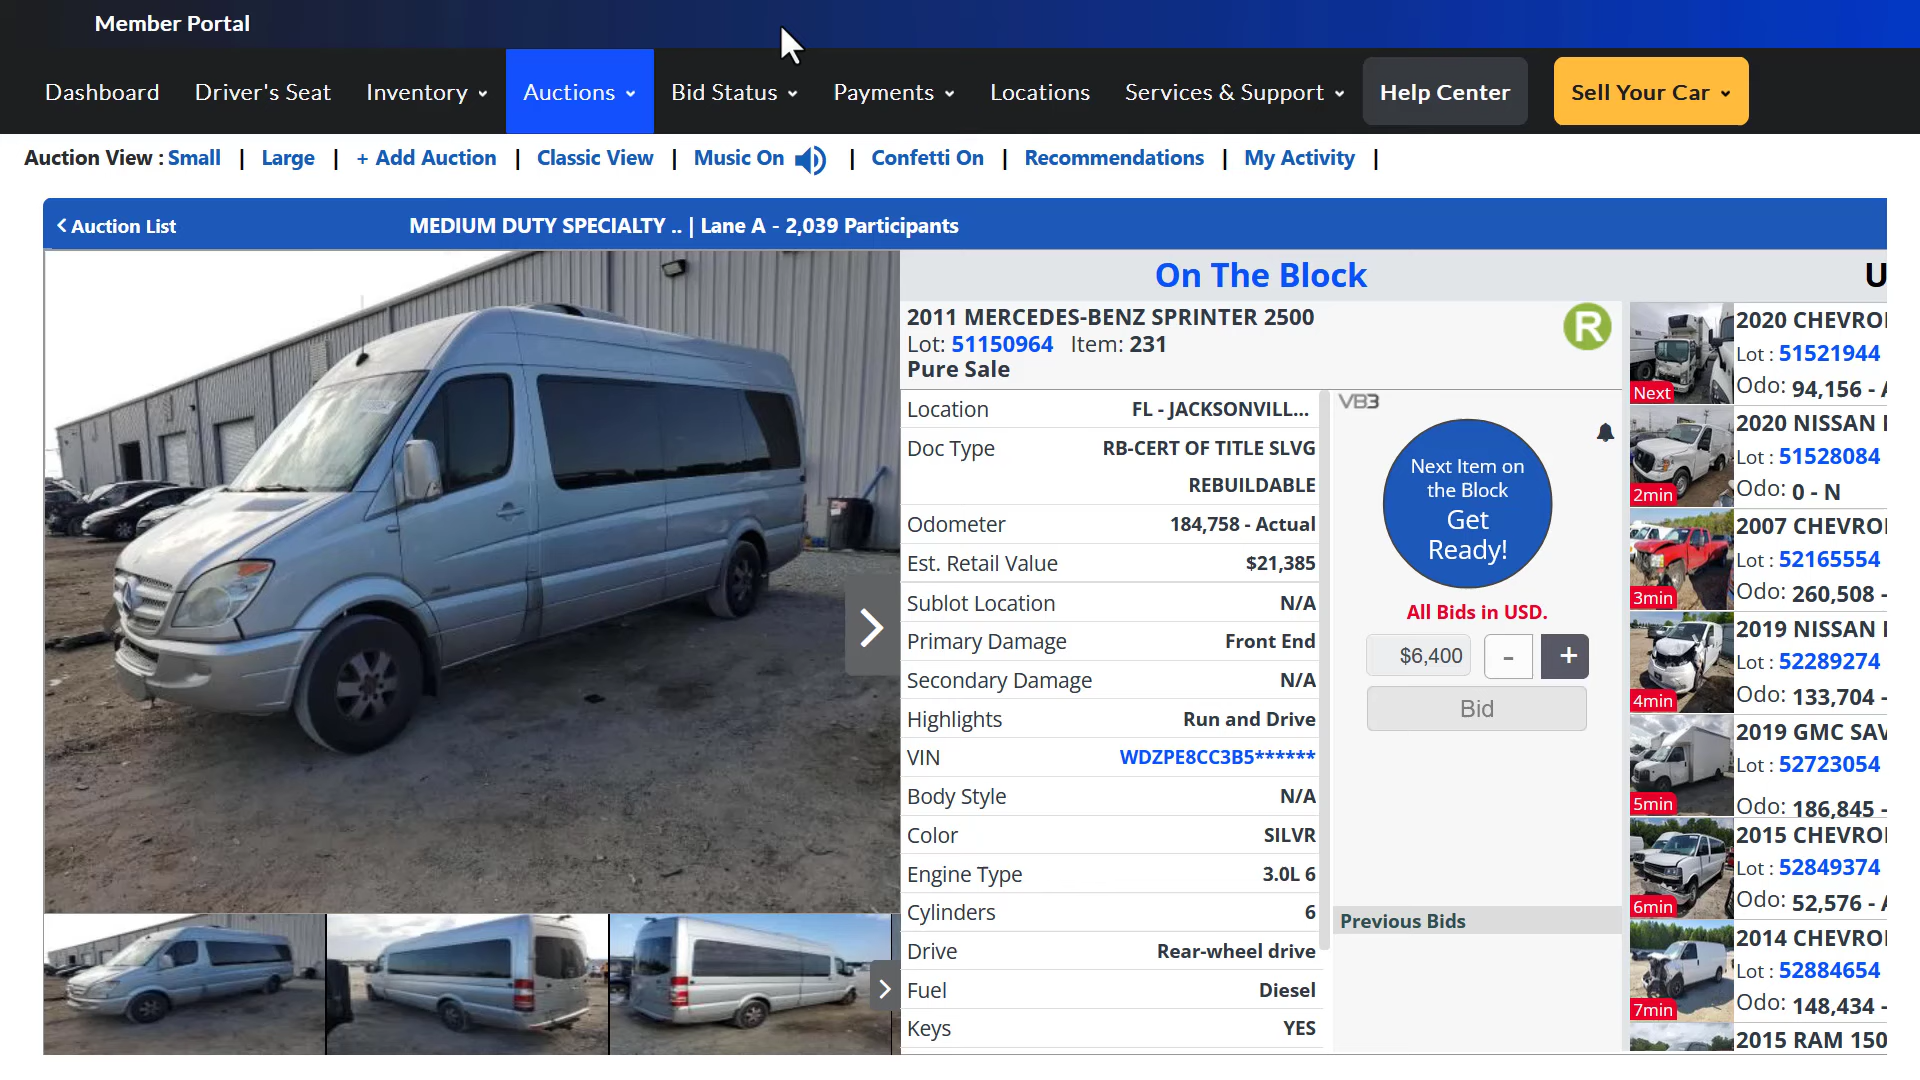 Member Portal
Dashboard Driver's Seat Inventory Auctions Bid Status Payments Locations Services & Support Help Center Sell Your Car
Auction View : Small | Large | + Add Auction | Classic View | Music On | Confetti On | Recommendations | My Activity |
Auction List MEDIUM DUTY SPECIALTY .. | Lane A - 2,039 Participants
On The Block
2011 MERCEDES-BENZ SPRINTER 2500
Lot: 51150964 Item: 231
Pure Sale
R
Location FL - JACKSONVILL...
Doc Type RB-CERT OF TITLE SLVG
REBUILDABLE
Odometer 184,758 - Actual
Est. Retail Value $21,385
Sublot Location N/A
Primary Damage Front End
Secondary Damage N/A
Highlights Run and Drive
VIN WDZPE8CC3B5******
Body Style N/A
Color SILVR
Engine Type 3.0L 6
Cylinders 6
Drive Rear-wheel drive
Fuel Diesel
Keys YES
VB3
Next Item on
the Block
Get
Ready!
All Bids in USD.
$6,400 - +
Bid
Previous Bids
U
2020 CHEVRO
Lot : 51521944
Next Odo: 94,156 - A
2020 NISSAN
Lot : 51528084
2min Odo: 0 - N
2007 CHEVRO
Lot : 52165554
3min Odo: 260,508 -
2019 NISSAN
Lot : 52289274
4min Odo: 133,704 -
2019 GMC SAV
Lot : 52723054
5min Odo: 186,845 -
2015 CHEVRO
Lot : 52849374
6min Odo: 52,576 - A
2014 CHEVRO
Lot : 52884654
7min Odo: 148,434 -
2015 RAM 150